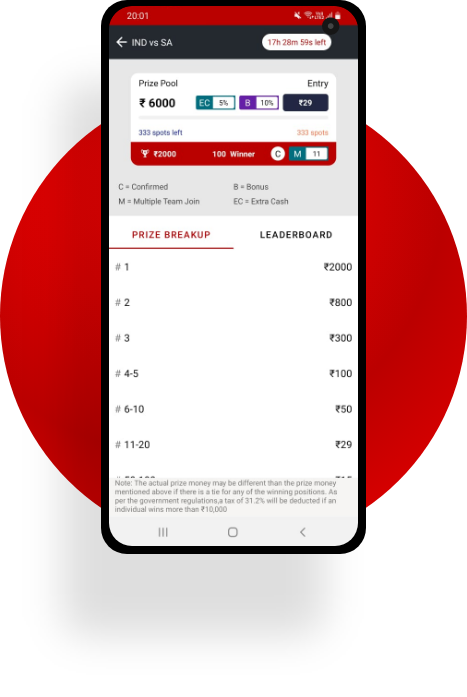 20:01
IND vs SA
17h 28m 59s left
Prize Pool Entry
₹ 6000 EC 5% B 10% ₹29
333 spots left 333 spots
₹2000 100 Winner C M 11
C = Confirmed B = Bonus
M = Multiple Team Join EC = Extra Cash
PRIZE BREAKUP LEADERBOARD
# 1 ₹2000
# 2 ₹800
# 3 ₹300
# 4-5 ₹100
# 6-10 ₹50
# 11-20 ₹29
Note: The actual prize money may be different than the prize money
mentioned above if there is a tie for any of the winning positions. As
per the government regulations,a tax of 31.2% will be deducted if an
individual wins more than ₹10,000